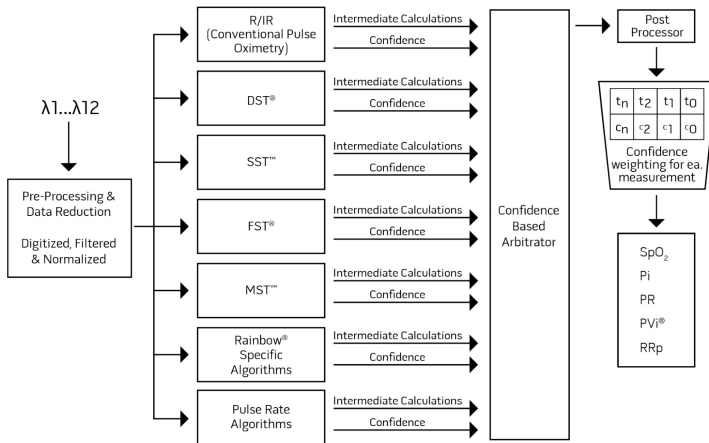 λ1...λ12
Pre-Processing &
Data Reduction
Digitized, Filtered
& Normalized
R/IR
(Conventional Pulse
Oximetry)
Intermediate Calculations
Confidence
DST®
Intermediate Calculations
Confidence
SST™
Intermediate Calculations
Confidence
FST®
Intermediate Calculations
Confidence
MST™
Intermediate Calculations
Confidence
Rainbow®
Specific
Algorithms
Intermediate Calculations
Confidence
Pulse Rate
Algorithms
Intermediate Calculations
Confidence
Confidence
Based
Arbitrator
Post
Processor
tn t2 t1 t0
cn c2 c1 c0
Confidence
weighting for ea.
measurement
SpO₂
Pi
PR
PVi®
RRp